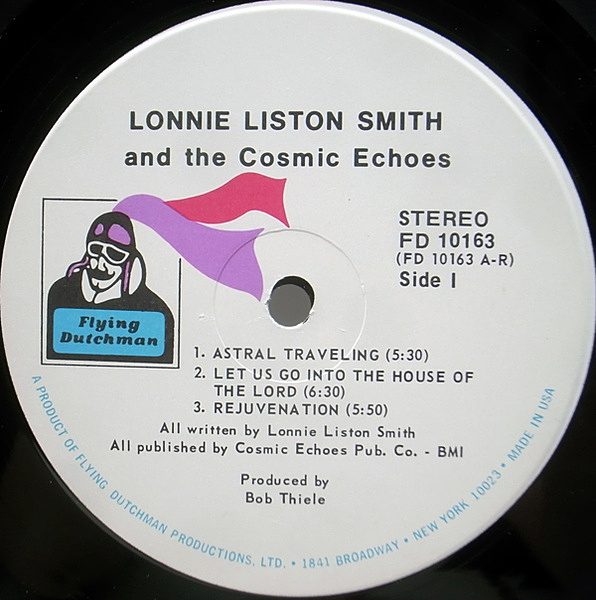 LONNIE LISTON SMITH
and the Cosmic Echoes
STEREO
FD 10163
(FD 10163 A-R)
Side I
Flying
Dutchman
1. ASTRAL TRAVELING (5:30)
2. LET US GO INTO THE HOUSE OF
THE LORD (6:30)
3. REJUVENATION (5:50)
All written by Lonnie Liston Smith
All published by Cosmic Echoes Pub. Co. - BMI
Produced by
Bob Thiele
A PRODUCT OF FLYING DUTCHMAN PRODUCTIONS, LTD. • 1841 BROADWAY • NEW YORK 10023 • MADE IN USA